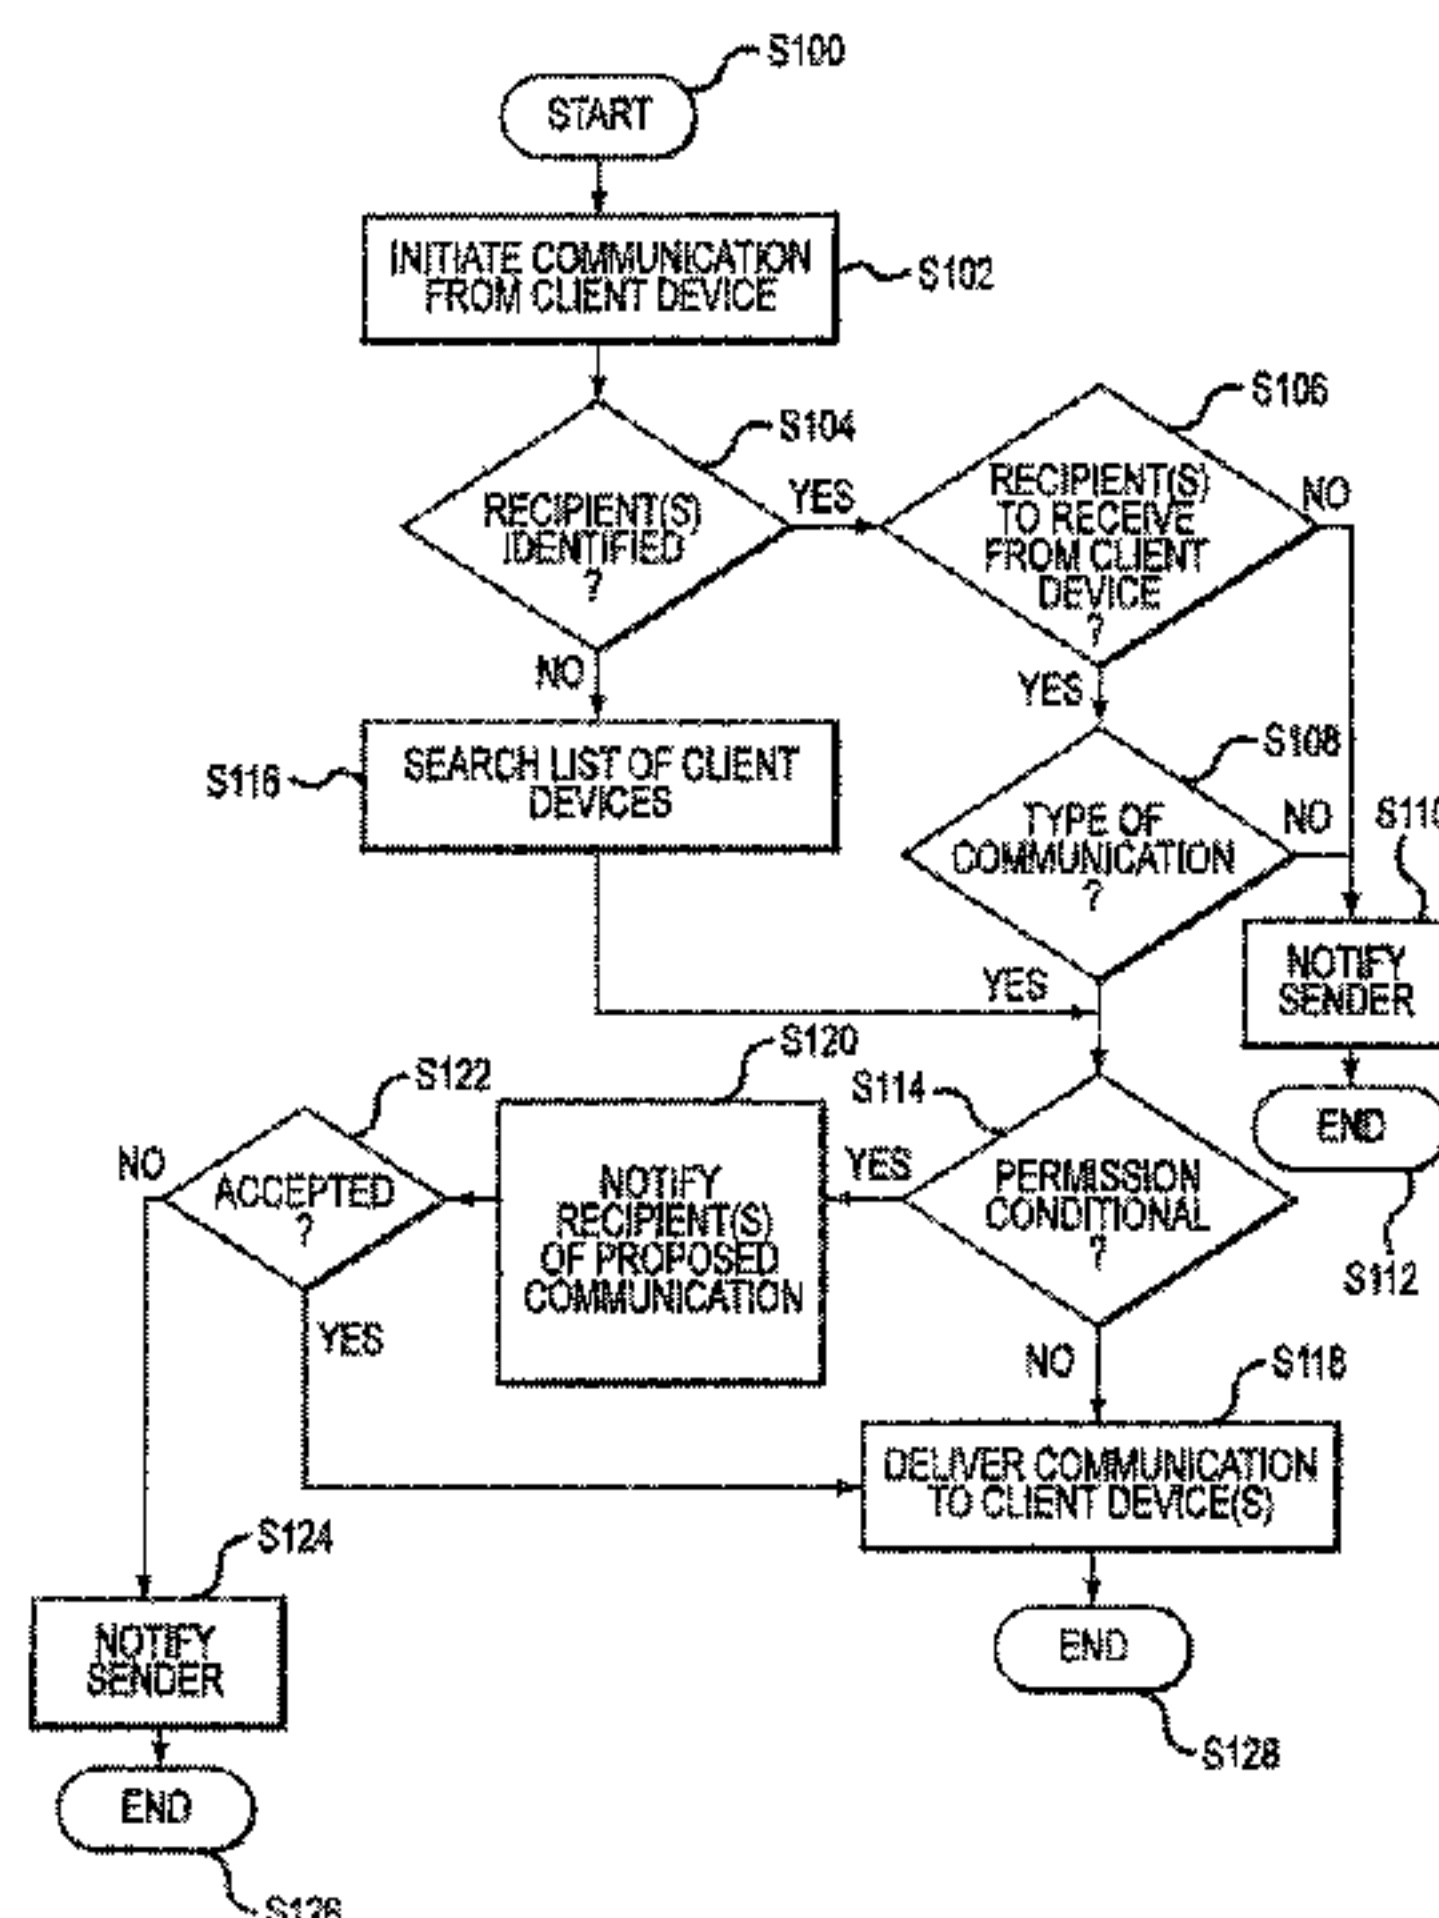 S100
START
INITIATE COMMUNICATION
FROM CLIENT DEVICE
S102
S104
RECIPIENT(S)
IDENTIFIED
?
YES
NO
S106
RECIPIENT(S)
TO RECEIVE
FROM CLIENT
DEVICE
?
NO
YES
S116
SEARCH LIST OF CLIENT
DEVICES
S108
TYPE OF
COMMUNICATION
?
NO
YES
S110
NOTIFY
SENDER
END
S112
S114
PERMISSION
CONDITIONAL
?
YES
NO
S120
NOTIFY
RECIPIENT(S)
OF PROPOSED
COMMUNICATION
S122
ACCEPTED
?
NO
YES
S118
DELIVER COMMUNICATION
TO CLIENT DEVICE(S)
END
S128
S124
NOTIFY
SENDER
END
S126